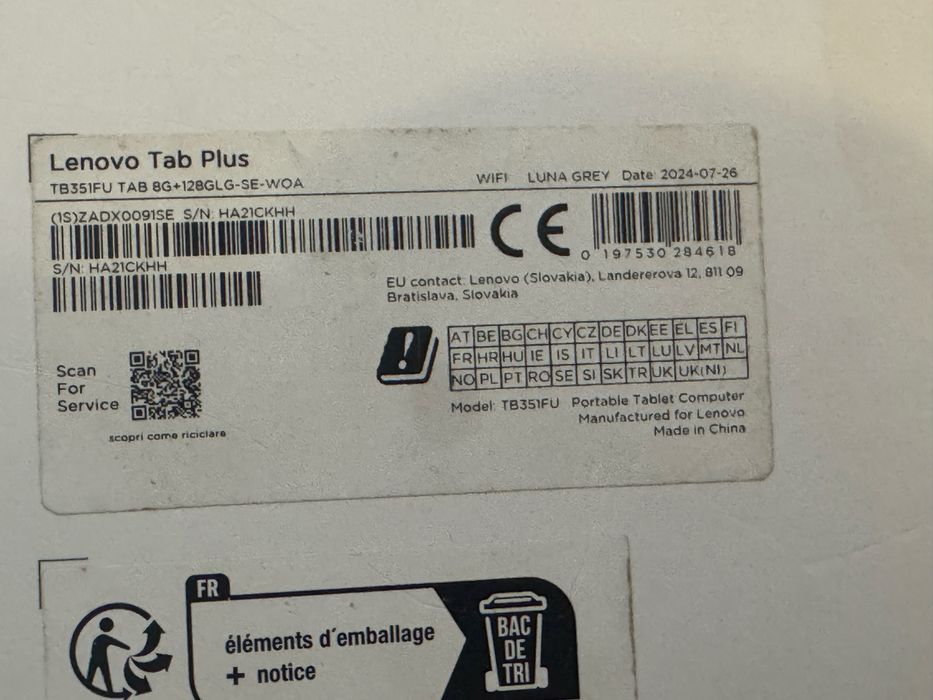 Lenovo Tab Plus
TB351FU TAB 8G+128GLG-SE-WOA WIFI LUNA GREY Date: 2024-07-26
(1S)ZADX0091SE S/N: HA21CKHH
S/N: HA21CKHH
CE
0 197530 284618
EU contact: Lenovo (Slovakia), Landererova 12, 811 09
Bratislava, Slovakia
AT BE BG CH CY CZ DE DK EE EL ES FI
FR HR HU IE IS IT LI LT LU LV MT NL
NO PL PT RO SE SI SK TR UK UK(NI)
Scan
For
Service
scopri come riciclare
Model: TB351FU Portable Tablet Computer
Manufactured for Lenovo
Made in China
FR
éléments d'emballage
+ notice
BAC
DE
TRI